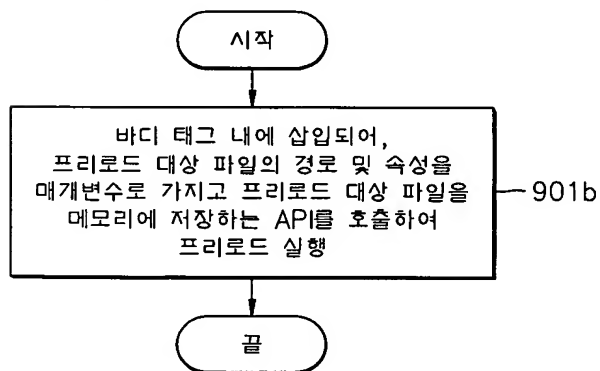 시작
바디 태그 내에 삽입되어,
프리로드 대상 파일의 경로 및 속성을
매개변수로 가지고 프리로드 대상 파일을
메모리에 저장하는 API를 호출하여
프리로드 실행
901b
끝